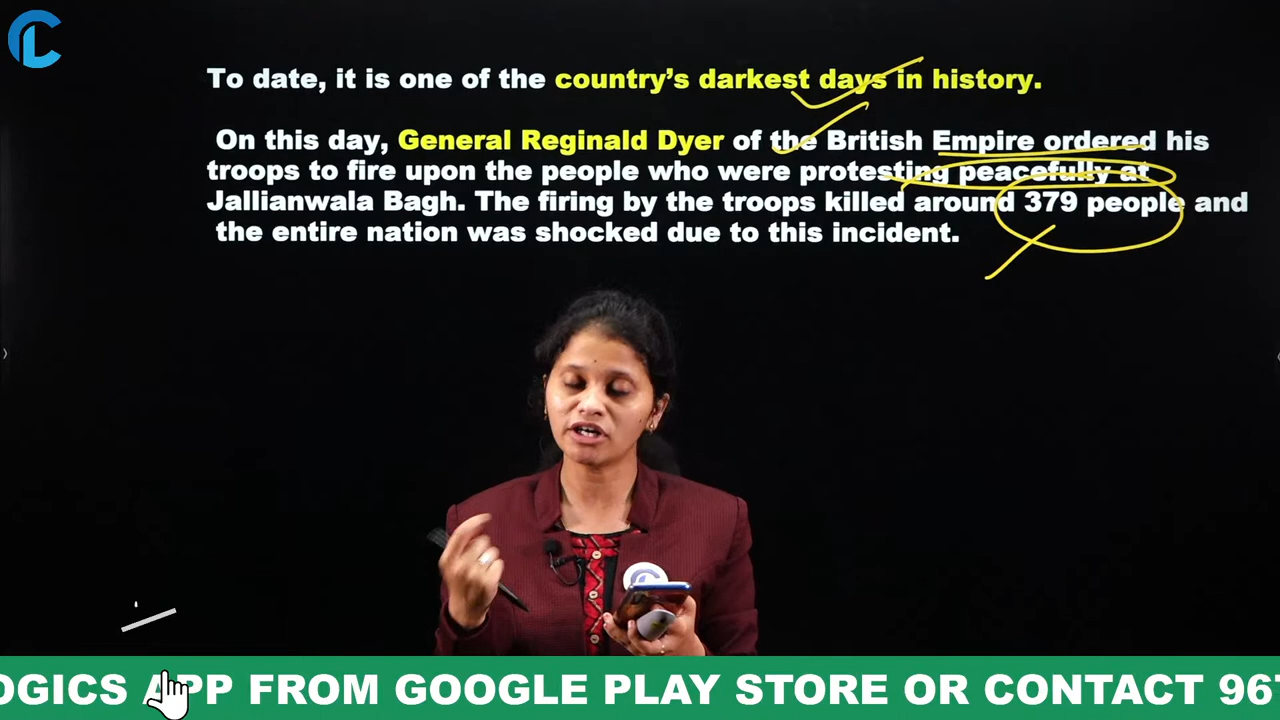 To date, it is one of the country's darkest days in history.
On this day, General Reginald Dyer of the British Empire ordered his
troops to fire upon the people who were protesting peacefully at
Jallianwala Bagh. The firing by the troops killed around 379 people and
the entire nation was shocked due to this incident.
OGICS APP FROM GOOGLE PLAY STORE OR CONTACT 967